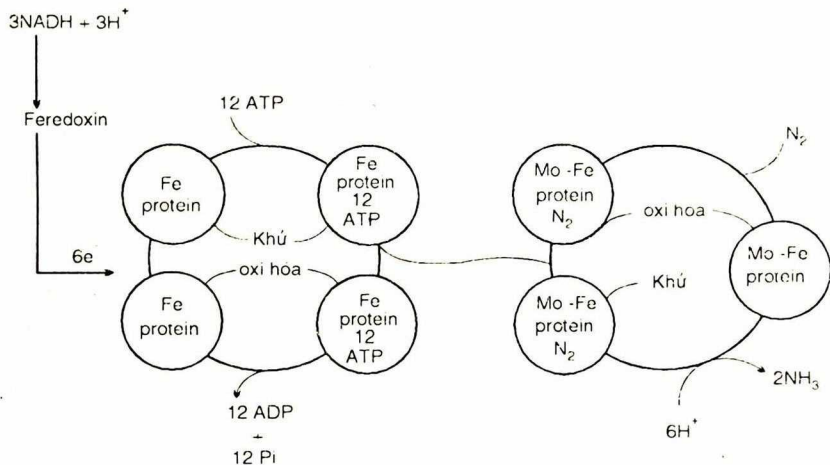 3NADH + 3H⁺
Feredoxin
6e
12 ATP
Fe
protein
Fe
protein
12
ATP
Khử
oxi hóa
Fe
protein
Fe
protein
12
ATP
12 ADP
+
12 Pi
Mo -Fe
protein
N₂
N₂
oxi hoa
Mo -Fe
protein
Mo -Fe
protein
N₂
Khử
2NH₃
6H⁺